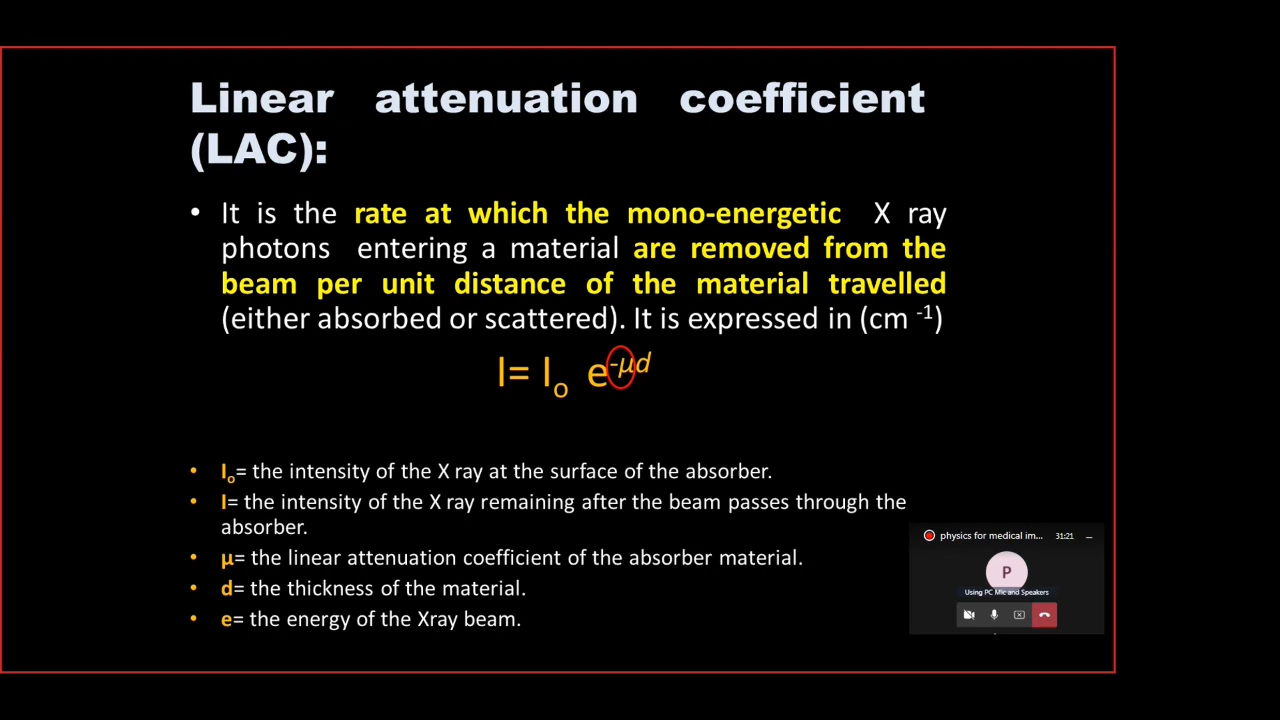 Linear attenuation coefficient
(LAC):
• It is the rate at which the mono-energetic X ray
photons entering a material are removed from the
beam per unit distance of the material travelled
(either absorbed or scattered). It is expressed in (cm ⁻¹)
I= Iₒ e^-μd
• Iₒ= the intensity of the X ray at the surface of the absorber.
• I= the intensity of the X ray remaining after the beam passes through the
absorber.
• μ= the linear attenuation coefficient of the absorber material.
• d= the thickness of the material.
• e= the energy of the Xray beam.
physics for medical im... 31:21
P
Using PC Mic and Speakers